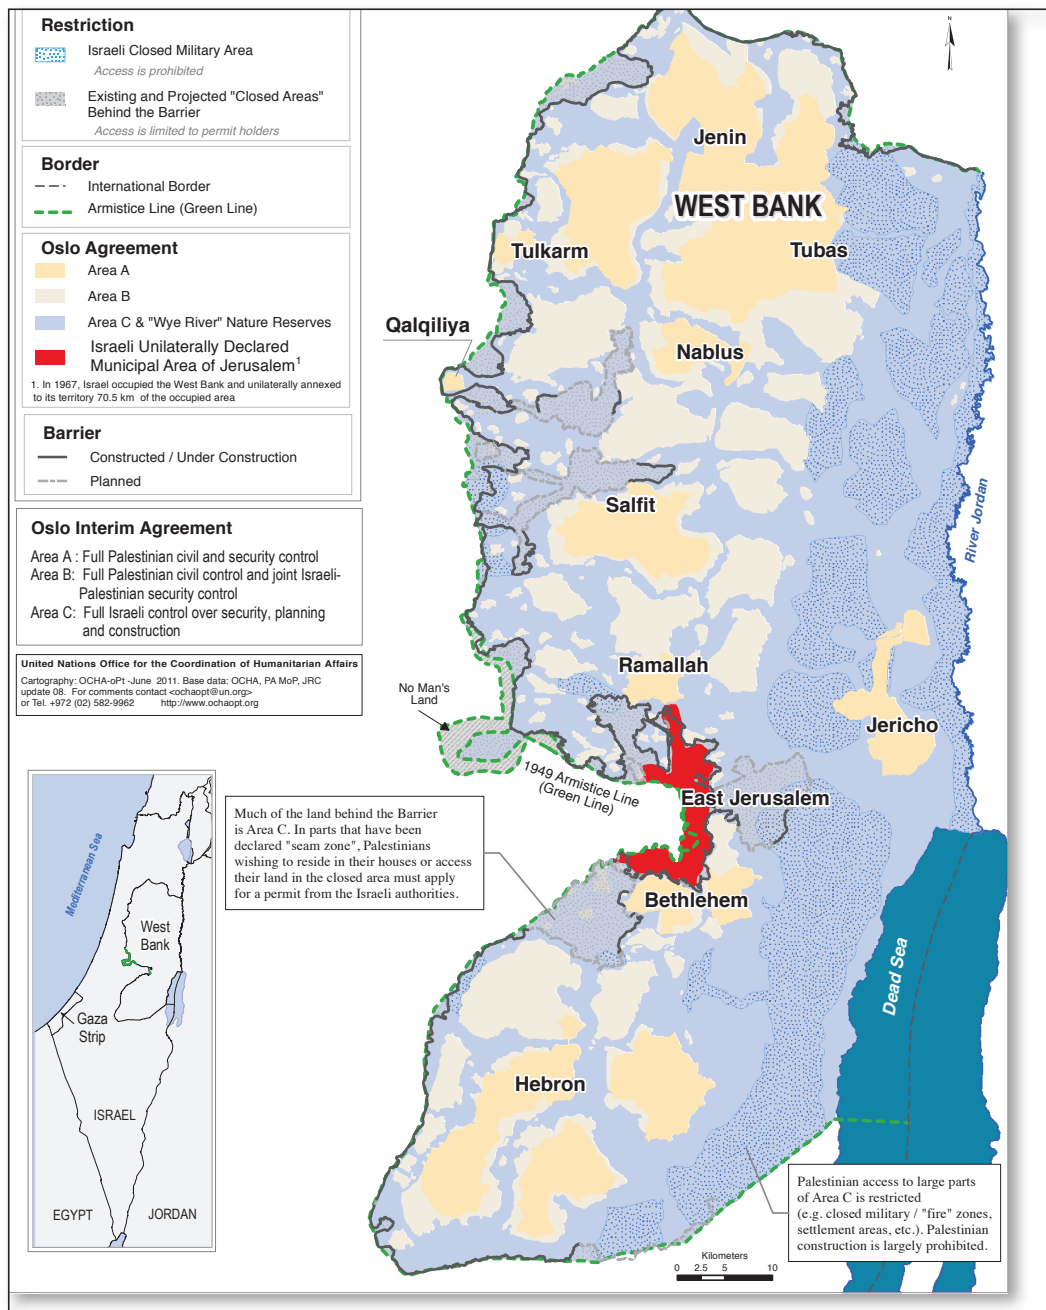 Restriction
Israeli Closed Military Area
Access is prohibited
Existing and Projected "Closed Areas"
Behind the Barrier
Access is limited to permit holders
Border
International Border
Armistice Line (Green Line)
Oslo Agreement
Area A
Area B
Area C & "Wye River" Nature Reserves
Israeli Unilaterally Declared
Municipal Area of Jerusalem1
1. In 1967, Israel occupied the West Bank and unilaterally annexed
to its territory 70.5 km of the occupied area
Barrier
Constructed / Under Construction
Planned
Oslo Interim Agreement
Area A : Full Palestinian civil and security control
Area B: Full Palestinian civil control and joint Israeli-
Palestinian security control
Area C: Full Israeli control over security, planning
and construction
United Nations Office for the Coordination of Humanitarian Affairs
Cartography: OCHA-oPt -June 2011. Base data: OCHA, PA MoP, JRC
update 08. For comments contact <ochaopt@un.org>
or Tel. +972 (02) 582-9962 http://www.ochaopt.org
N
Jenin
WEST BANK
Tulkarm
Tubas
Qalqiliya
Nablus
Salfit
River Jordan
Ramallah
No Man's
Land
Jericho
1949 Armistice Line
(Green Line)
East Jerusalem
Much of the land behind the Barrier
is Area C. In parts that have been
declared "seam zone", Palestinians
wishing to reside in their houses or access
their land in the closed area must apply
for a permit from the Israeli authorities.
Bethlehem
Dead Sea
Hebron
Mediterranean Sea
West
Bank
Gaza
Strip
ISRAEL
EGYPT
JORDAN
Palestinian access to large parts
of Area C is restricted
(e.g. closed military / "fire" zones,
settlement areas, etc.). Palestinian
construction is largely prohibited.
Kilometers
0 2.5 5 10